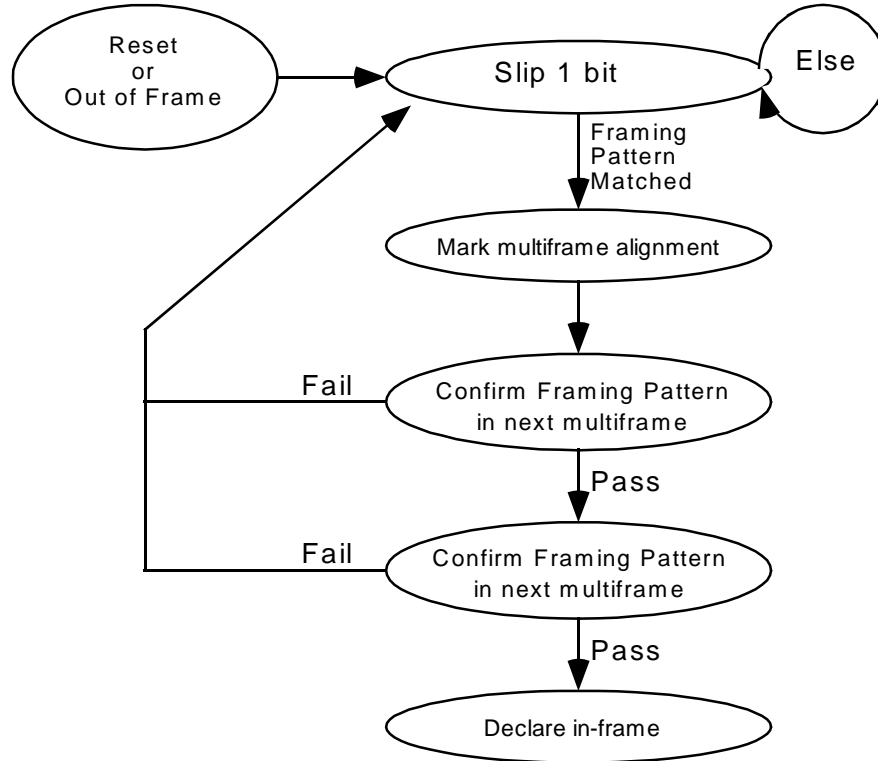 Reset
or
Out of Frame
Slip 1 bit
Else
Framing
Pattern
Matched
Mark multiframe alignment
Fail
Confirm Framing Pattern
in next multiframe
Pass
Fail
Confirm Framing Pattern
in next multiframe
Pass
Declare in-frame